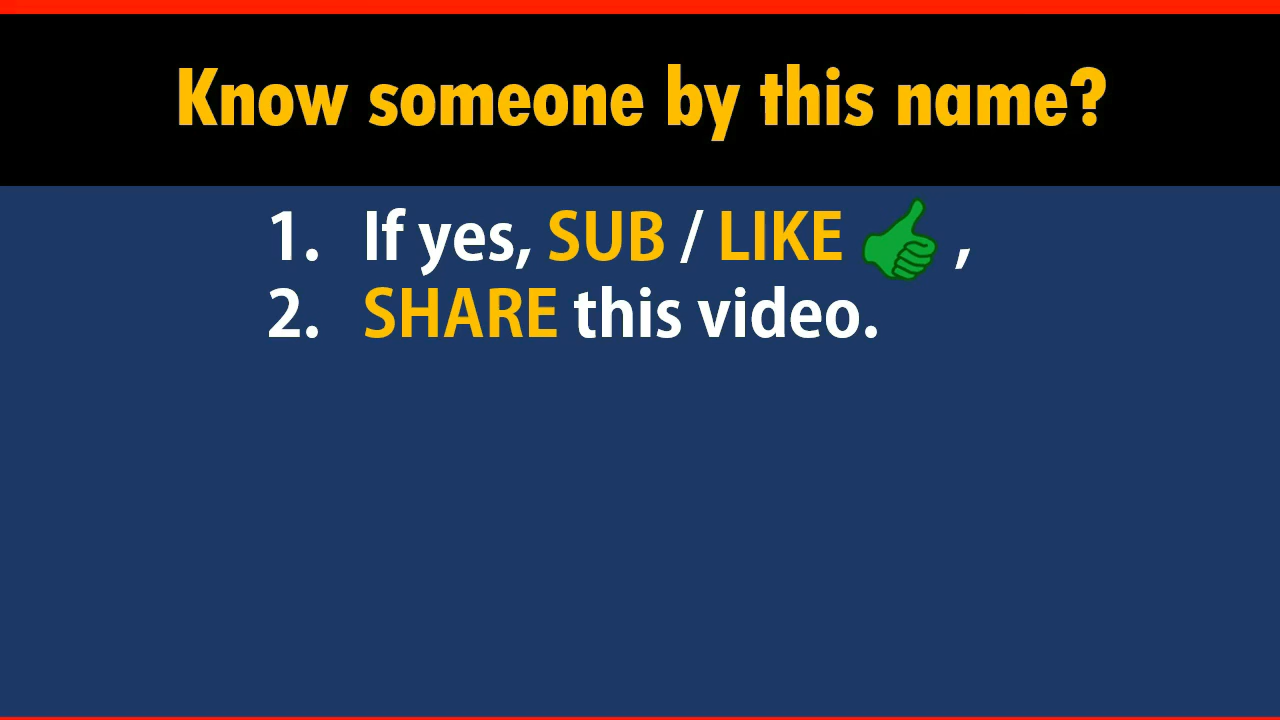 Know someone by this name?
1. If yes, SUB / LIKE ,
2. SHARE this video.